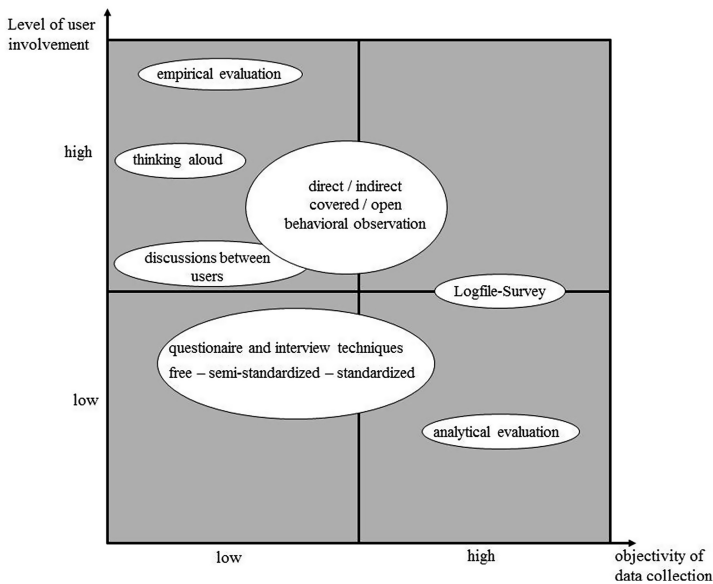 Level of user
involvement
empirical evaluation
high
thinking aloud
direct / indirect
covered / open
behavioral observation
discussions between
users
Logfile-Survey
questionaire and interview techniques
free – semi-standardized – standardized
low
analytical evaluation
low
high
objectivity of
data collection